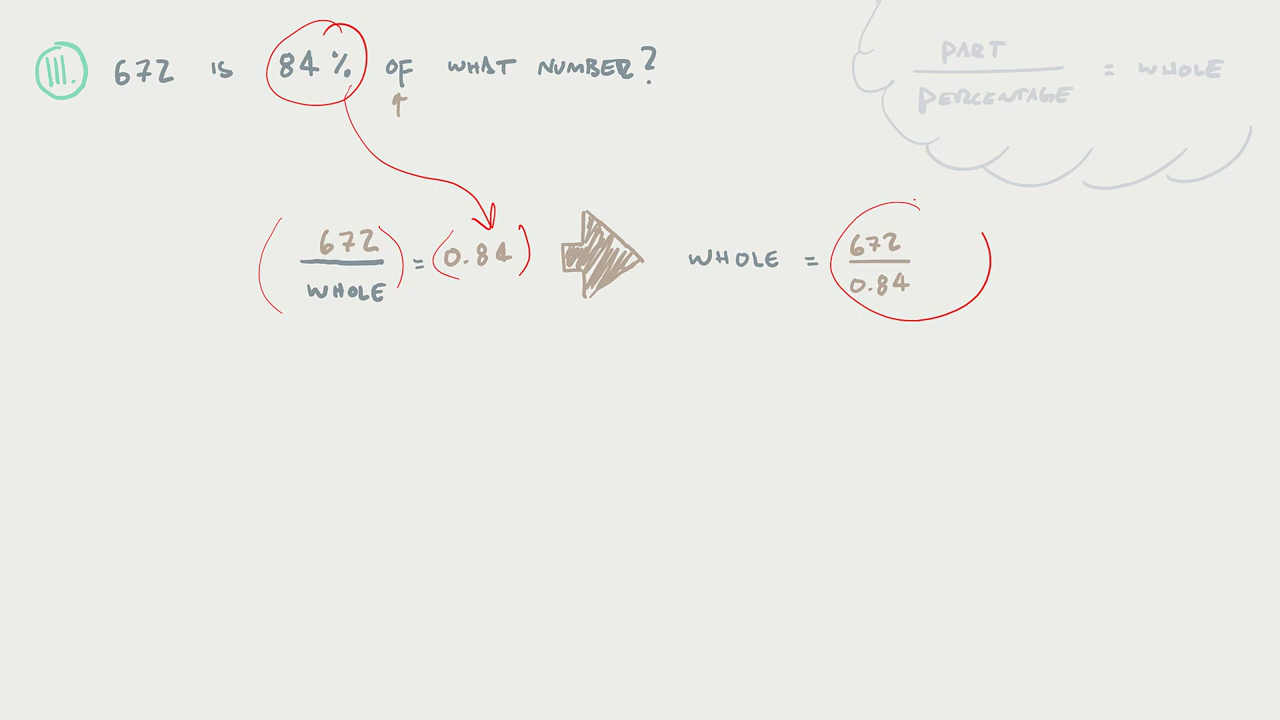 III. 672 IS 84% OF WHAT NUMBER?
PART
PERCENTAGE
= WHOLE
672
WHOLE
= (0.84)
WHOLE =
672
0.84